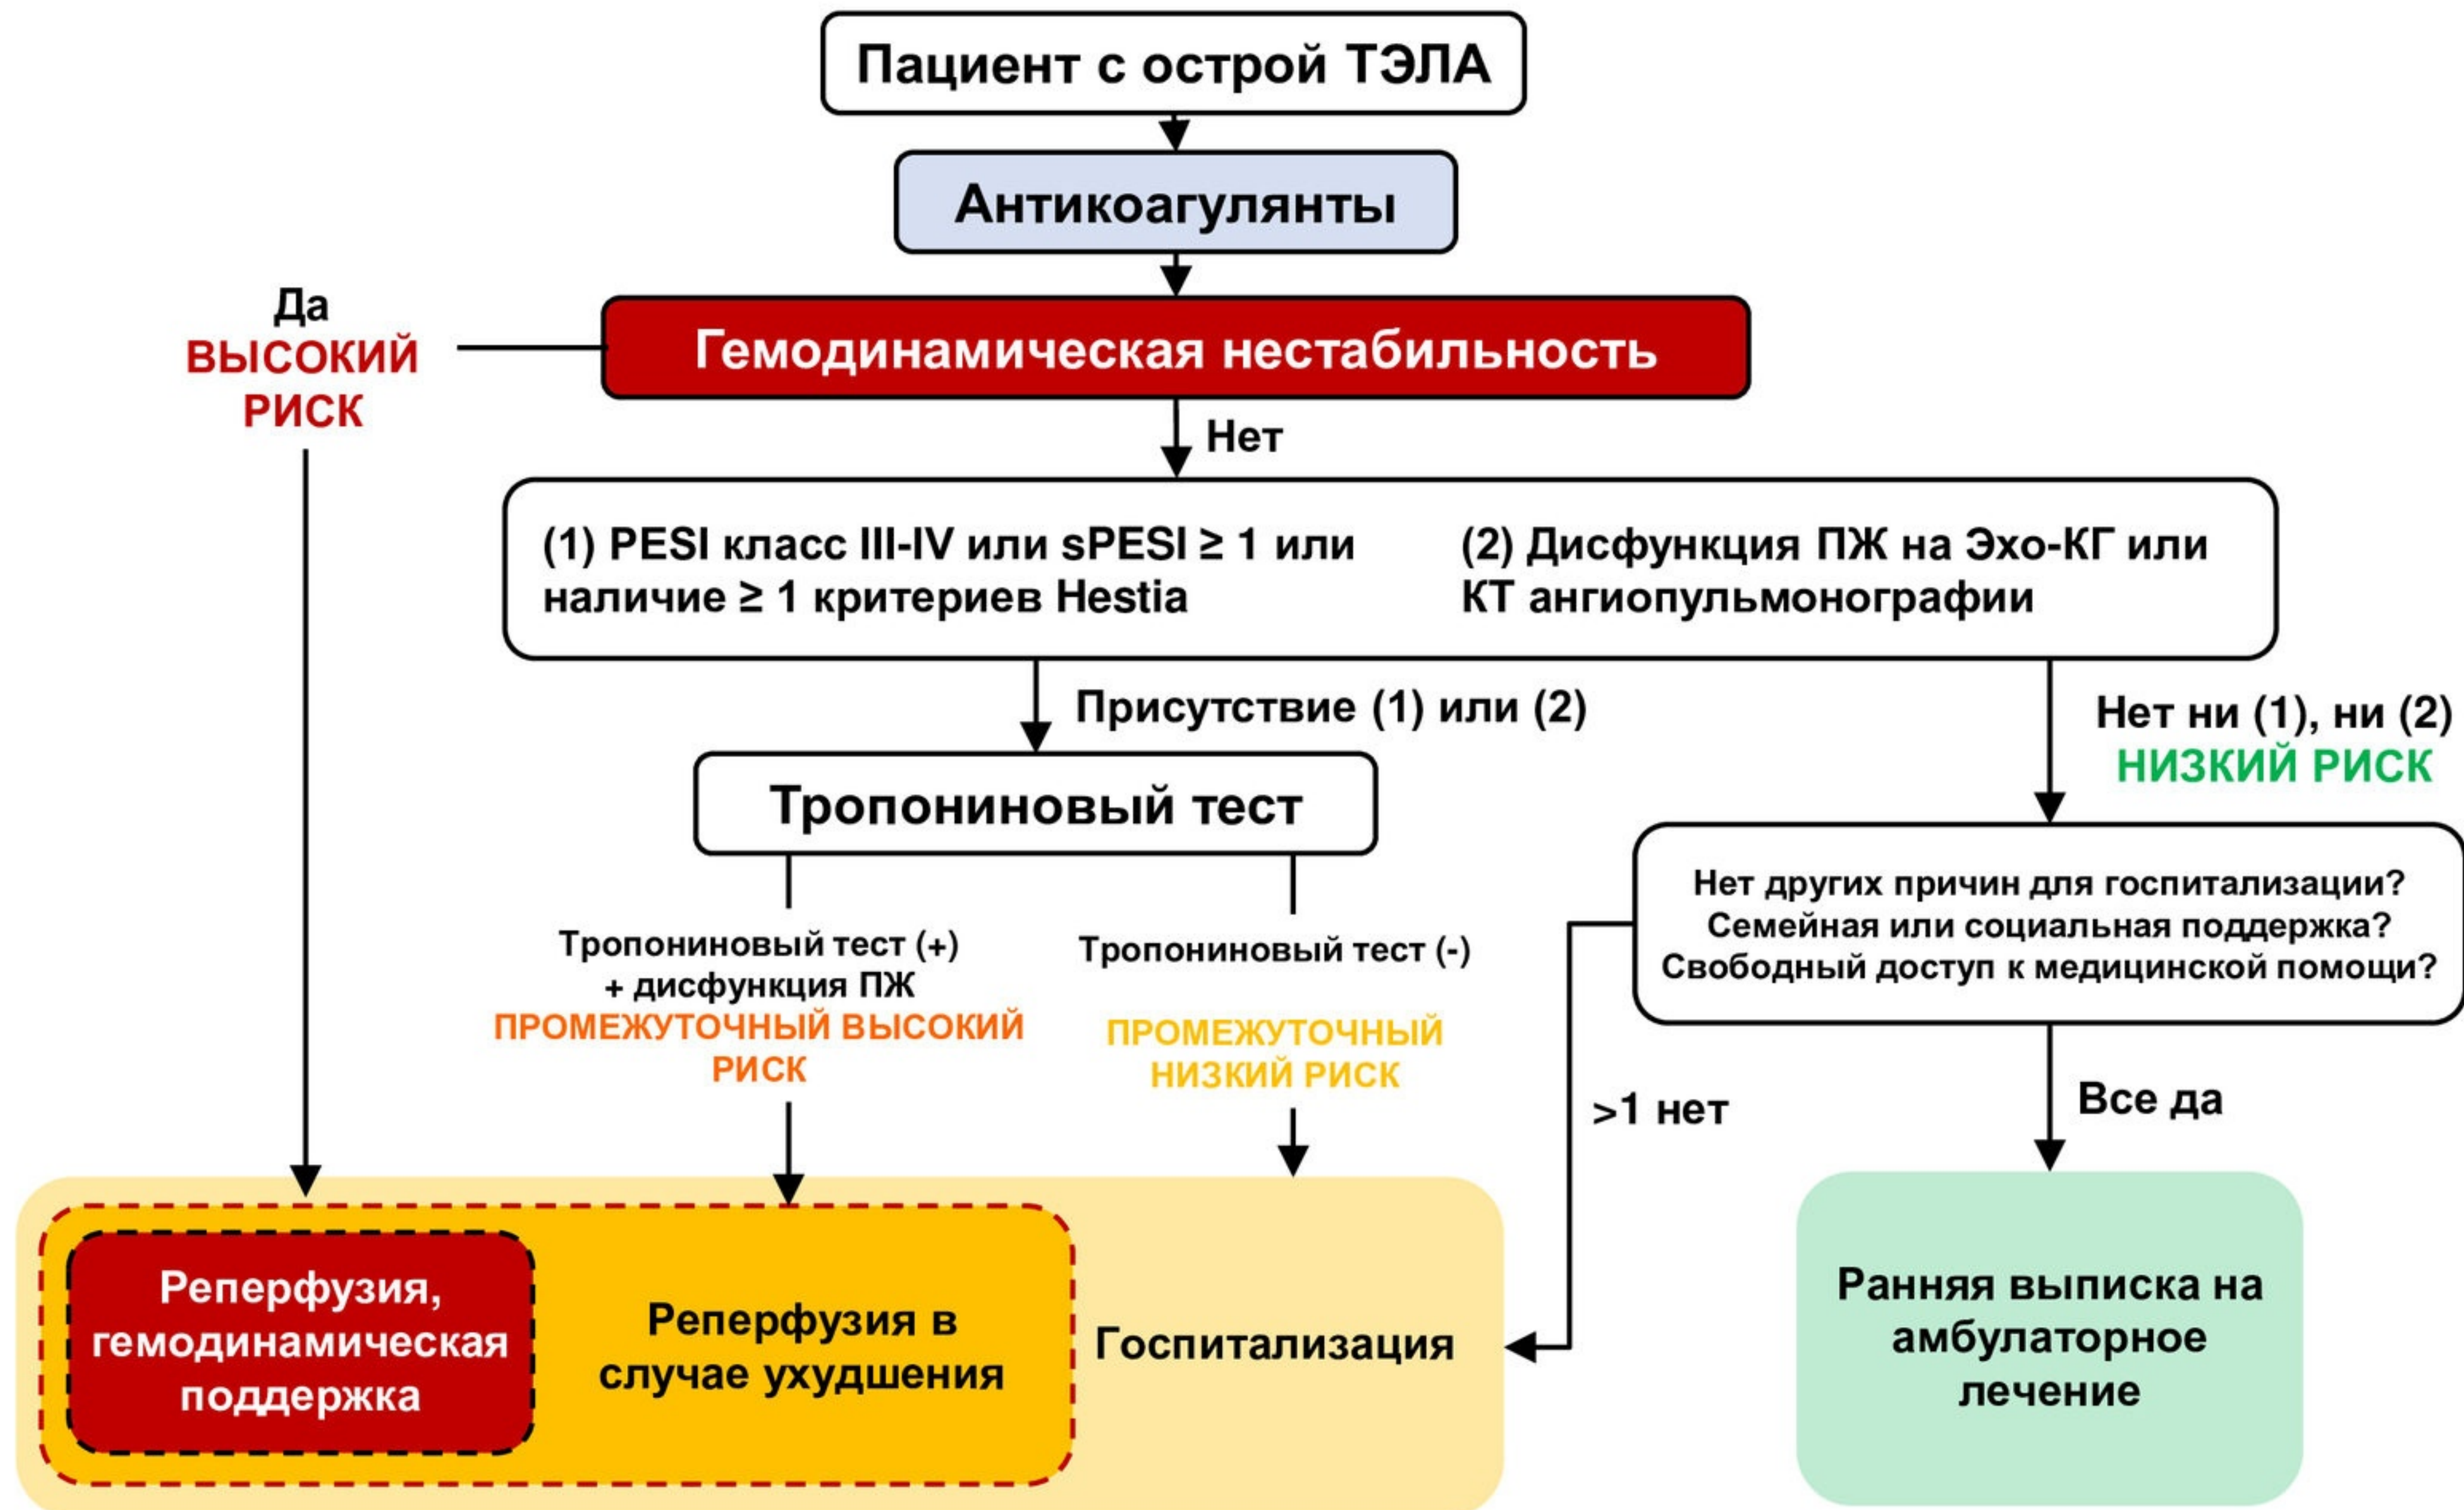 Пациент с острой ТЭЛА
Антикоагулянты
Да
ВЫСОКИЙ
РИСК
Гемодинамическая нестабильность
Нет
(1) PESI класс III-IV или sPESI ≥ 1 или
наличие ≥ 1 критериев Hestia
(2) Дисфункция ПЖ на Эхо-КГ или
КТ ангиопульмонографии
Присутствие (1) или (2)
Нет ни (1), ни (2)
НИЗКИЙ РИСК
Тропониновый тест
Тропониновый тест (+)
+ дисфункция ПЖ
ПРОМЕЖУТОЧНЫЙ ВЫСОКИЙ
РИСК
Тропониновый тест (-)
ПРОМЕЖУТОЧНЫЙ
НИЗКИЙ РИСК
Нет других причин для госпитализации?
Семейная или социальная поддержка?
Свободный доступ к медицинской помощи?
>1 нет
Все да
Реперфузия,
гемодинамическая
поддержка
Реперфузия в
случае ухудшения
Госпитализация
Ранняя выписка на
амбулаторное
лечение